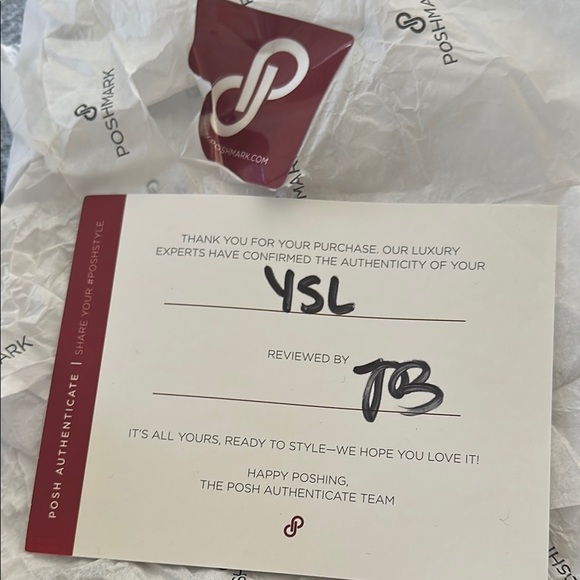 POSHMARK
POSHMARK
POSHMARK.COM
THANK YOU FOR YOUR PURCHASE. OUR LUXURY
EXPERTS HAVE CONFIRMED THE AUTHENTICITY OF YOUR
YSL
REVIEWED BY
JB
IT'S ALL YOURS, READY TO STYLE—WE HOPE YOU LOVE IT!
HAPPY POSHING,
THE POSH AUTHENTICATE TEAM
POSH AUTHENTICATE | SHARE YOUR #POSHSTYLE
ARK